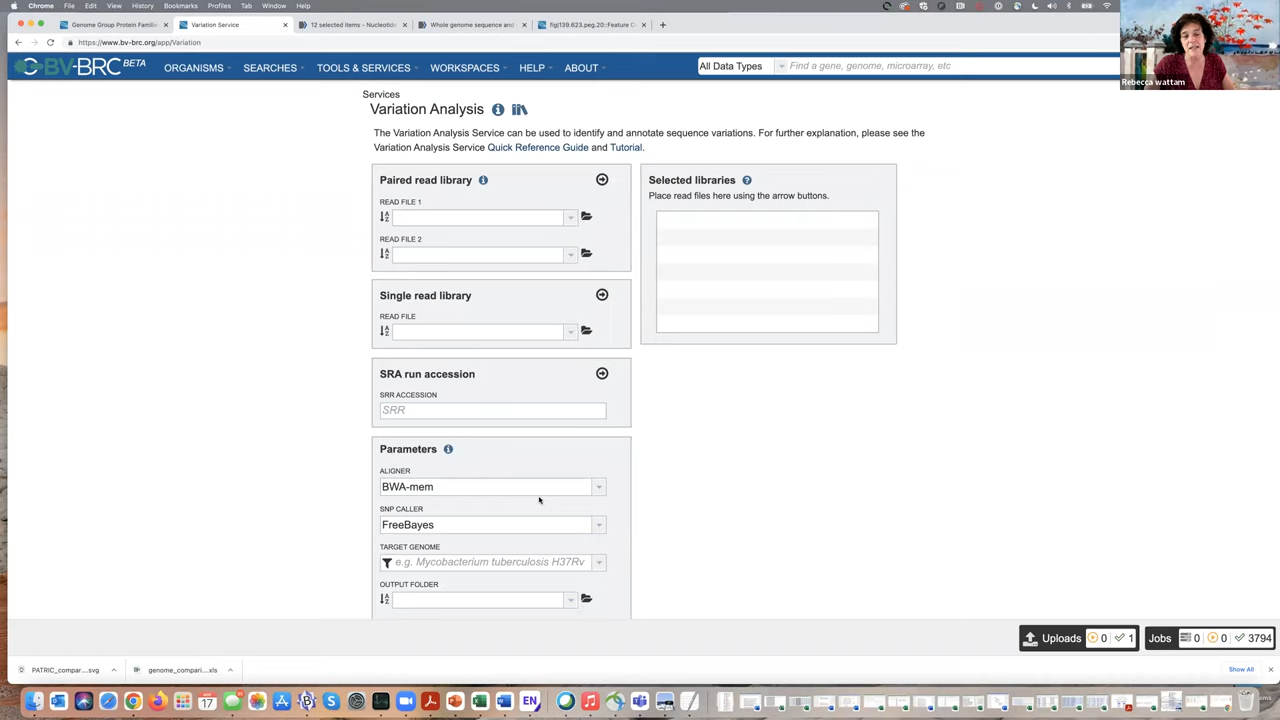 Chrome File Edit View History Bookmarks Profiles Tab Window Help
Genome Group Protein Familie
Variation Service
12 selected items - Nucleotide
Whole genome sequence and
fig|139.623.peg.20::Feature O
https://www.bv-brc.org/app/Variation
BV-BRC BETA
ORGANISMS SEARCHES TOOLS & SERVICES WORKSPACES HELP ABOUT
All Data Types
Find a gene, genome, microarray, etc
Rebecca wattam
Services
Variation Analysis
The Variation Analysis Service can be used to identify and annotate sequence variations. For further explanation, please see the
Variation Analysis Service Quick Reference Guide and Tutorial.
Paired read library
READ FILE 1
READ FILE 2
Selected libraries
Place read files here using the arrow buttons.
Single read library
READ FILE
SRA run accession
SRR ACCESSION
SRR
Parameters
ALIGNER
BWA-mem
SNP CALLER
FreeBayes
TARGET GENOME
e.g. Mycobacterium tuberculosis H37Rv
OUTPUT FOLDER
Uploads 0 1
Jobs 0 0 3794
PATRIC_compar....svg
genome_compari....xls
Show All
17
EN